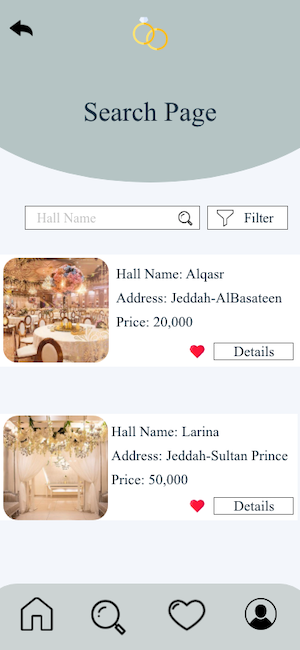 Search Page
Hall Name
Filter
Hall Name: Alqasr
Address: Jeddah-AlBasateen
Price: 20,000
Details
Hall Name: Larina
Address: Jeddah-Sultan Prince
Price: 50,000
Details